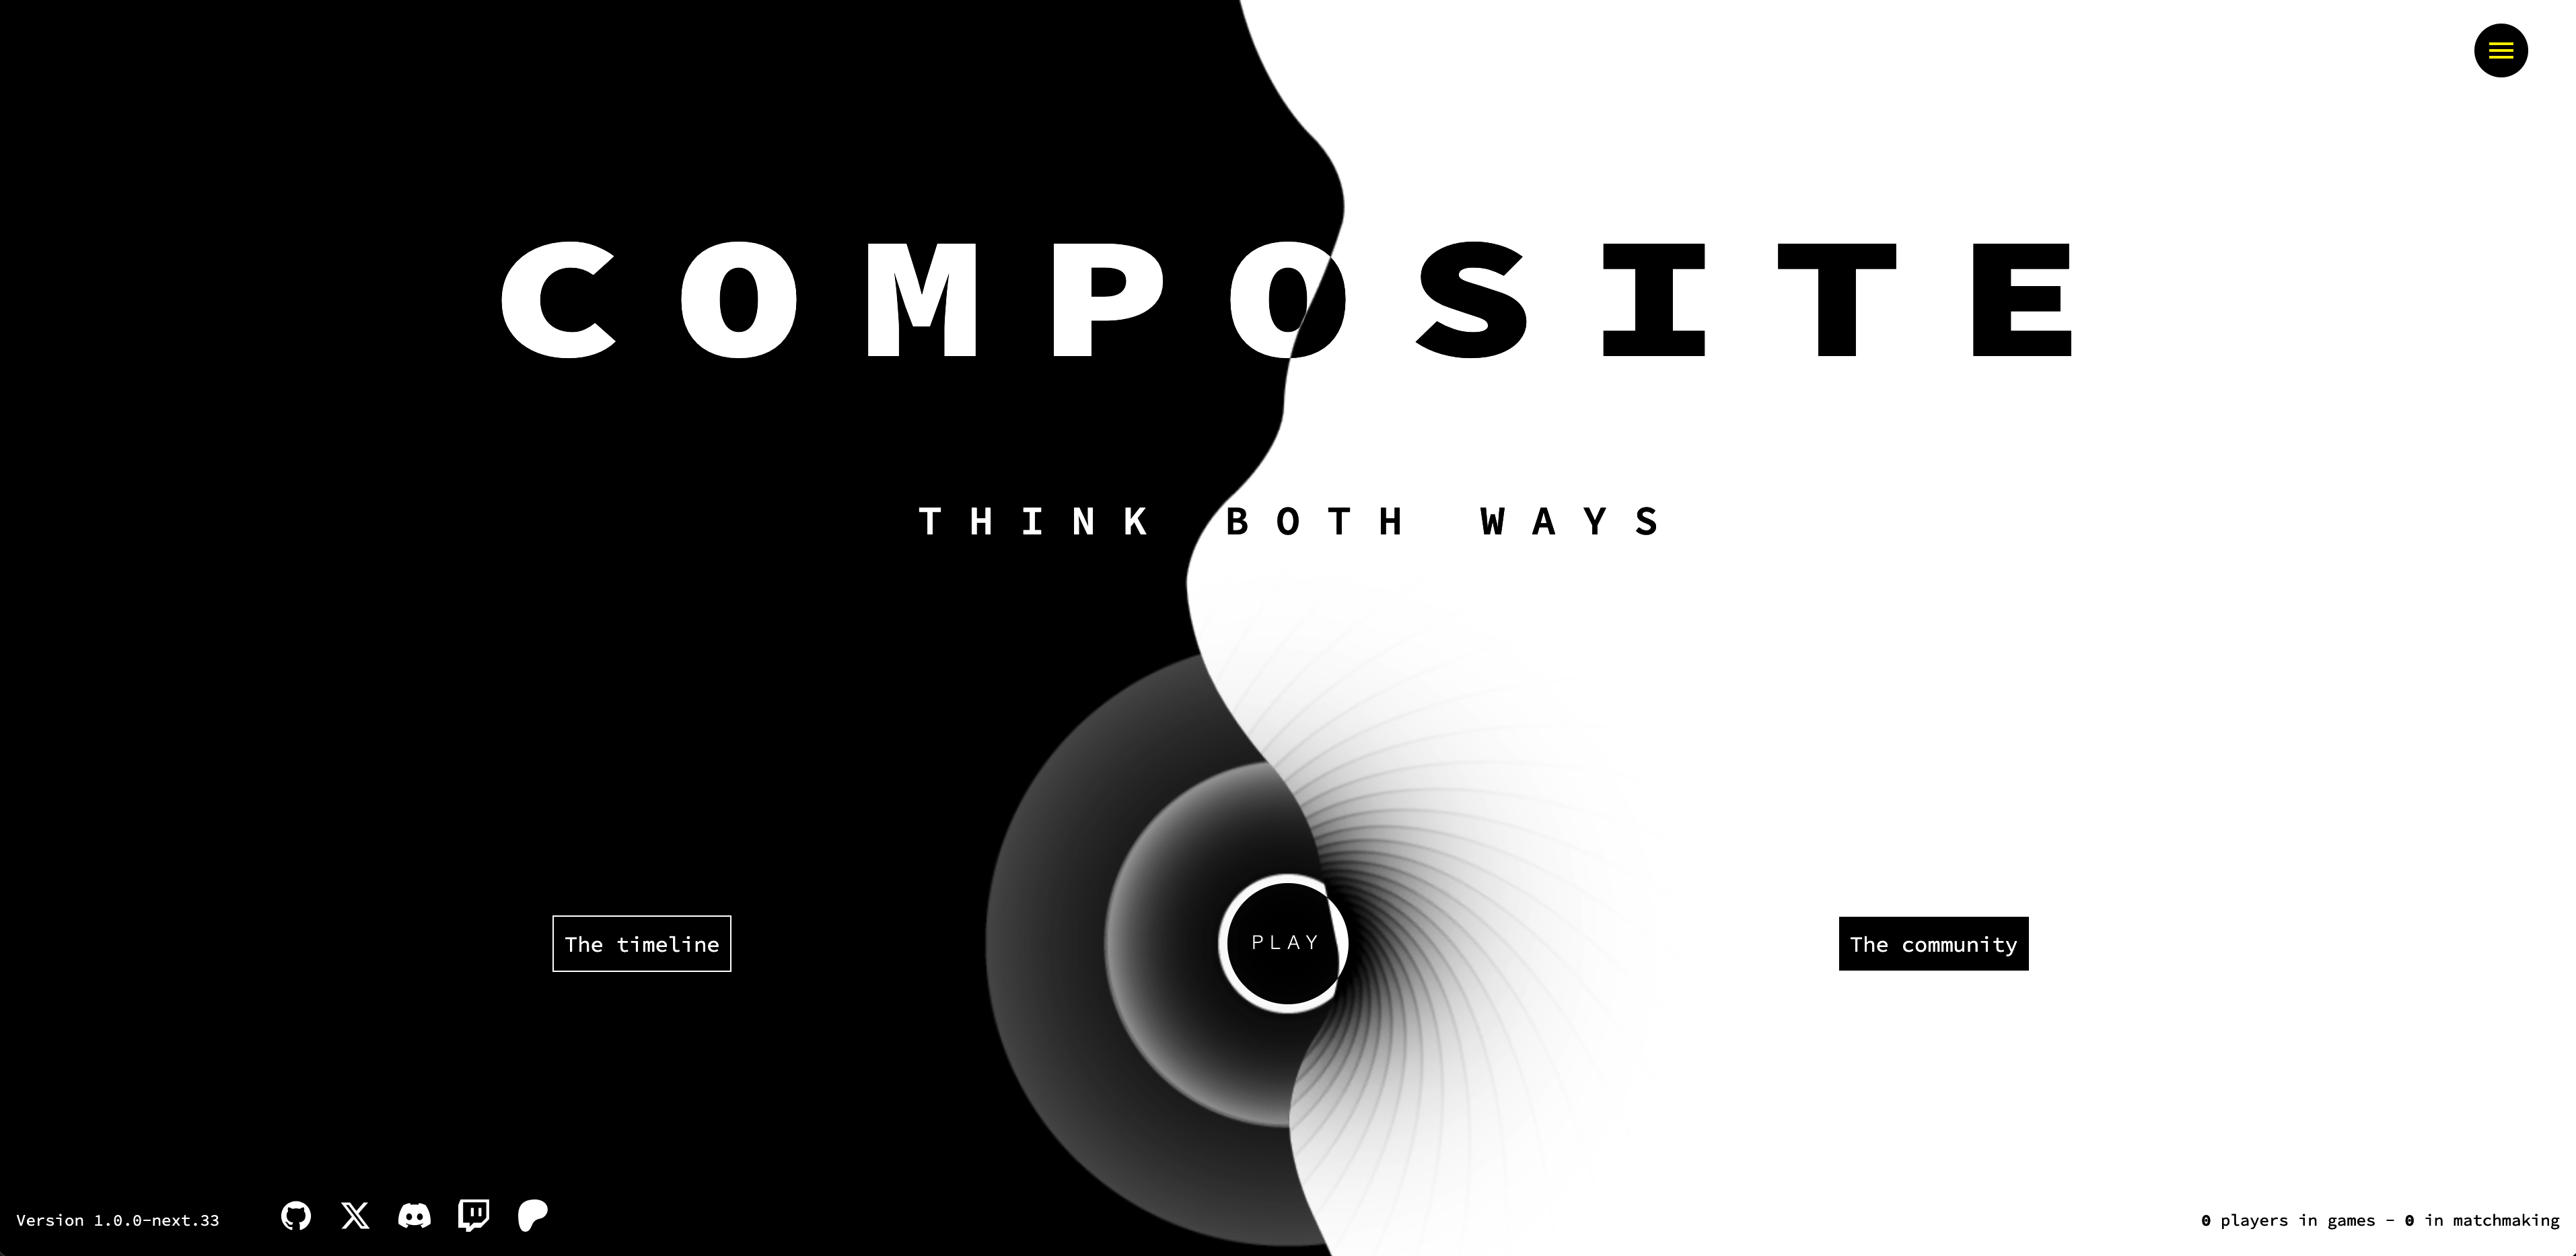 COMPOSITE
THINK BOTH WAYS
The timeline
PLAY
The community
Version 1.0.0-next.33
0 players in games - 0 in matchmaking